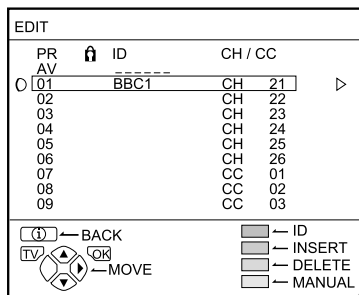 EDIT
PR ID CH / CC
AV _ _ _ _ _ _
01 BBC1 CH 21
02 CH 22
03 CH 23
04 CH 24
05 CH 25
06 CH 26
07 CC 01
08 CC 02
09 CC 03
i ← BACK
TV OK
← MOVE
← ID
← INSERT
← DELETE
← MANUAL